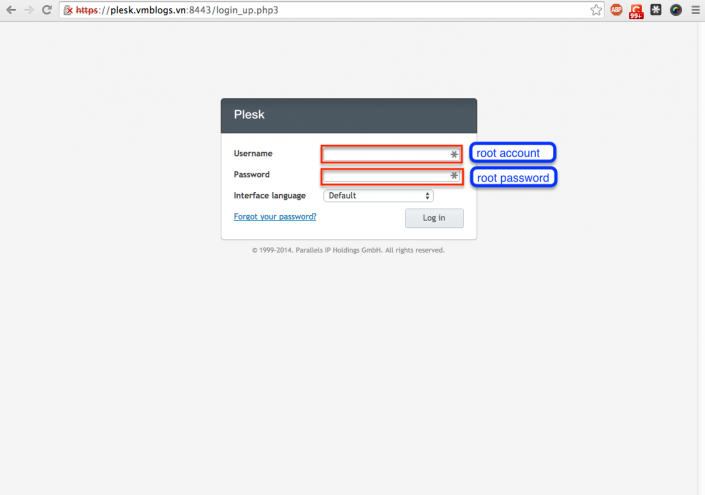 https://plesk.vmblogs.vn:8443/login_up.php3
ABP
99+
Plesk
Username
root account
Password
root password
Interface language Default
Forgot your password? Log in
© 1999-2014. Parallels IP Holdings GmbH. All rights reserved.